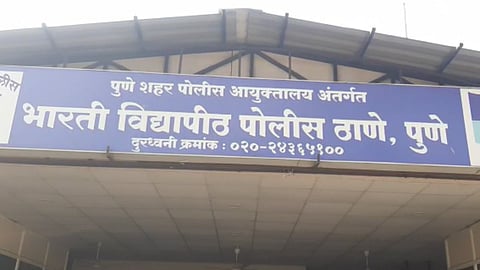 पुणे शहर पोलीस आयुक्तालय अंतर्गत
भारती विद्यापीठ पोलीस ठाणे, पुणे
दुरध्वनी क्रमांक : ०२०-२४३६५१००